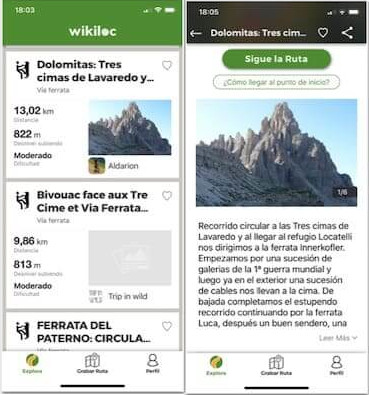 18:03
wikiloc
Dolomitas: Tres
cimas de Lavaredo y...
Vía ferrata
13,02 km
Distancia
822 m
Desnivel subiendo
Moderado
Dificultad
Aldarion
Bivouac face aux Tre
Cime et Via Ferrata...
Vía ferrata
9,86 km
Distancia
813 m
Desnivel subiendo
Moderado
Dificultad
Trip in wild
FERRATA DEL
PATERNO: CIRCULA...
Explora
Grabar Ruta
Perfil
18:05
Dolomitas: Tres cim...
Sigue la Ruta
¿Cómo llegar al punto de inicio?
1/6
Recorrido circular a las Tres cimas de
Lavaredo y al llegar al refugio Locatelli
nos dirigimos a la ferrata Innerkofler.
Empezamos por una sucesión de
galerias de la 1ª guerra mundial y
luego ya en el exterior una sucesión
de cables nos llevan a la cima. De
bajada completamos el estupendo
recorrido continuando por la ferrata
Luca, después un buen sendero, una
Leer Más
Explora
Grabar Ruta
Perfil